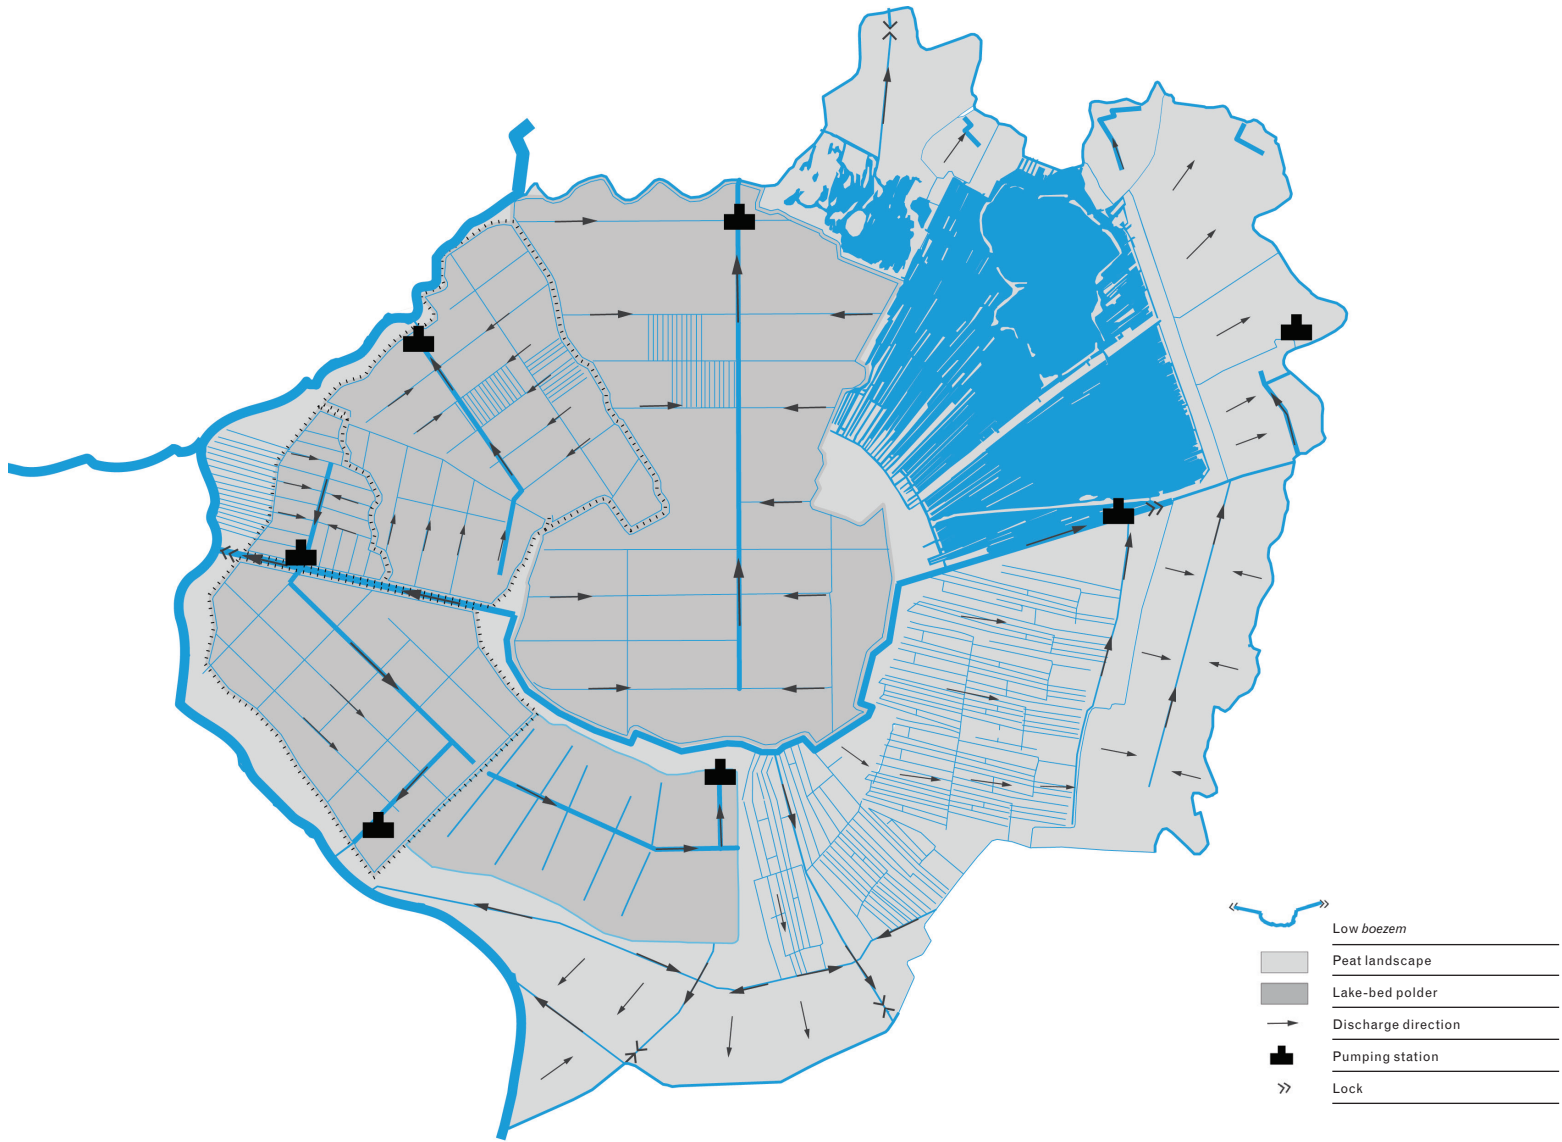 Low boezem
Peat landscape
Lake-bed polder
Discharge direction
Pumping station
Lock